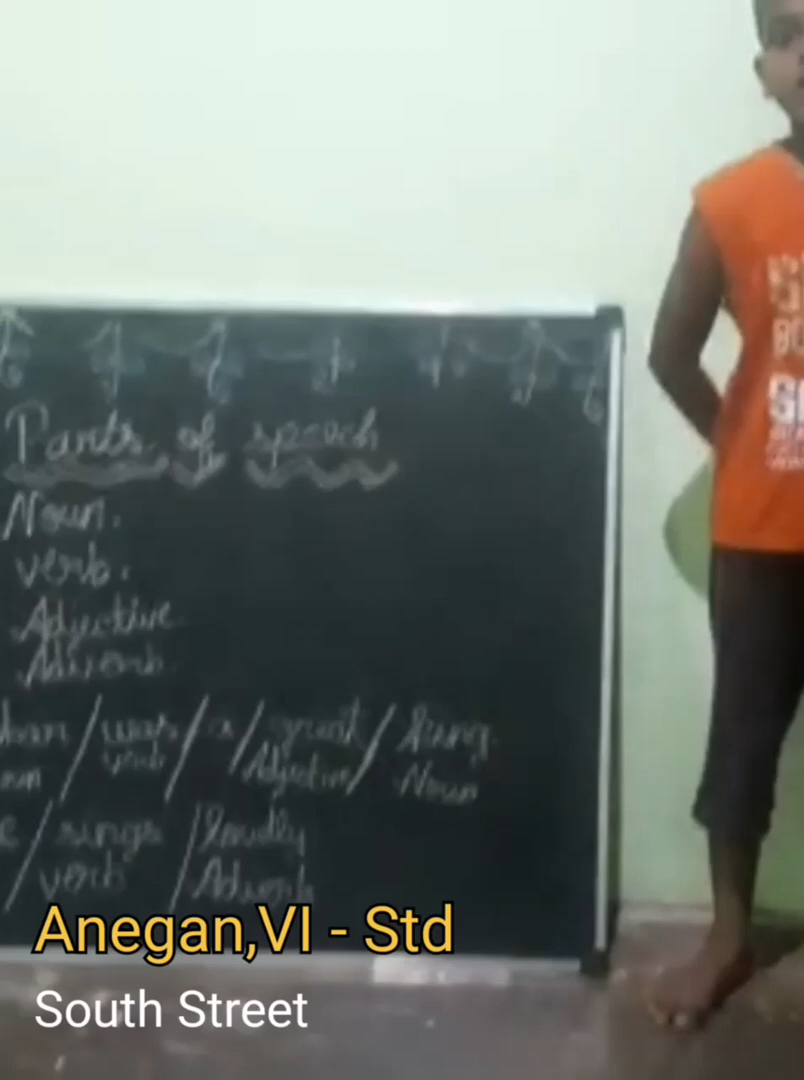 Parts of speech
Noun.
verb.
Adjective
Adverb.
was / a / great / king
verb Adjective Noun
sings / loudly
verb / Adverb
Anegan,VI - Std
South Street